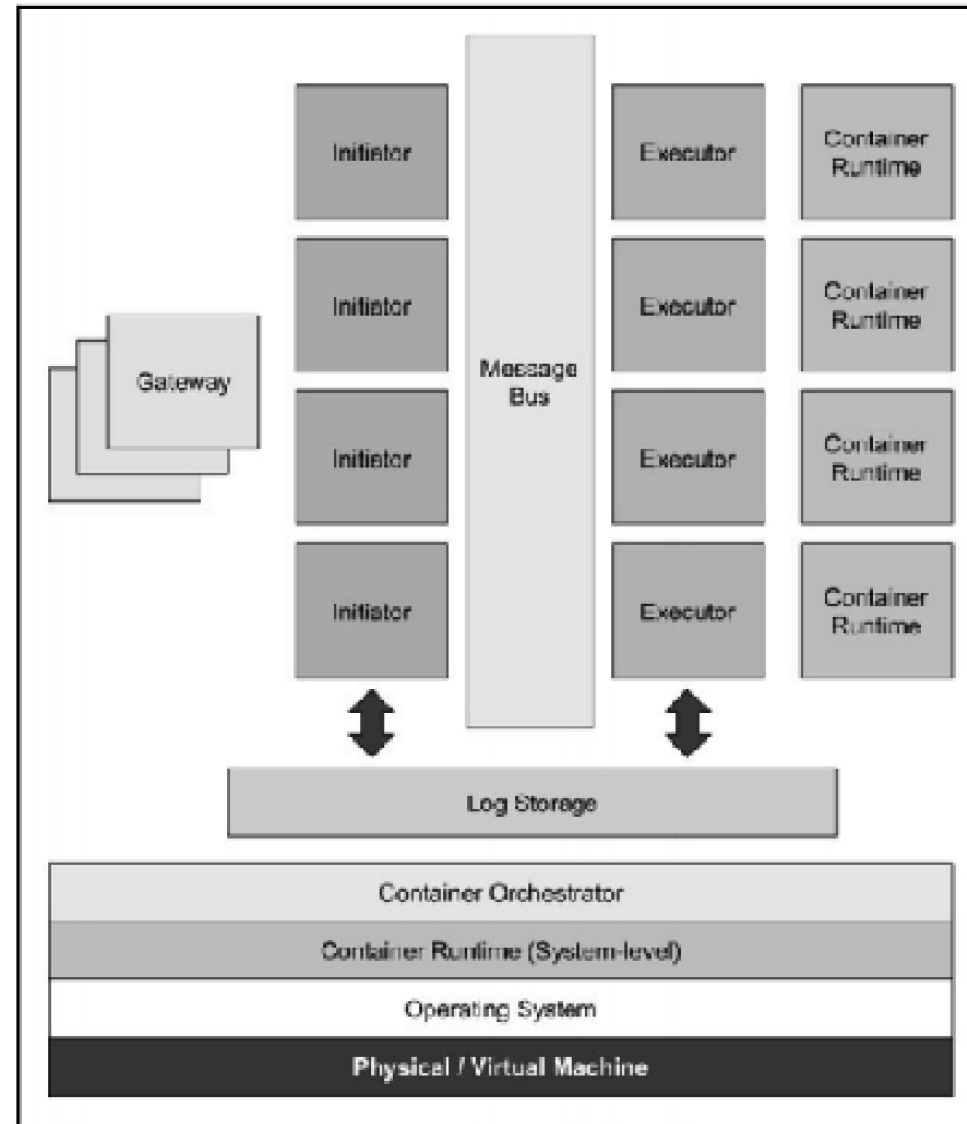 Initiator
Executor
Container
Runtime
Initiator
Executor
Container
Runtime
Gateway
Message
Bus
Initiator
Executor
Container
Runtime
Initiator
Executor
Container
Runtime
Log Storage
Container Orchestrator
Container Runtime (System-level)
Operating System
Physical / Virtual Machine